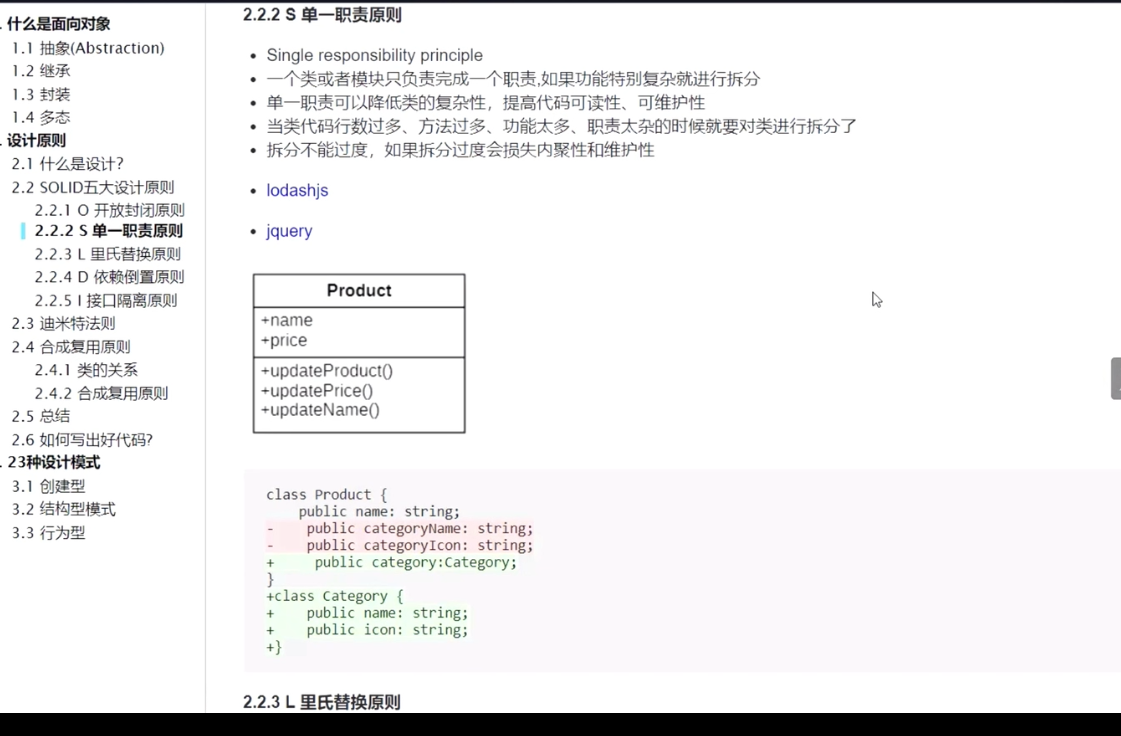 . 什么是面向对象
1.1 抽象(Abstraction)
1.2 继承
1.3 封装
1.4 多态
. 设计原则
2.1 什么是设计?
2.2 SOLID五大设计原则
2.2.1 O 开放封闭原则
2.2.2 S 单一职责原则
2.2.3 L 里氏替换原则
2.2.4 D 依赖倒置原则
2.2.5 I 接口隔离原则
2.3 迪米特法则
2.4 合成复用原则
2.4.1 类的关系
2.4.2 合成复用原则
2.5 总结
2.6 如何写出好代码?
. 23种设计模式
3.1 创建型
3.2 结构型模式
3.3 行为型
2.2.2 S 单一职责原则
• Single responsibility principle
• 一个类或者模块只负责完成一个职责,如果功能特别复杂就进行拆分
• 单一职责可以降低类的复杂性，提高代码可读性、可维护性
• 当类代码行数过多、方法过多、功能太多、职责太杂的时候就要对类进行拆分了
• 拆分不能过度，如果拆分过度会损失内聚性和维护性
• lodashjs
• jquery
Product
+name
+price
+updateProduct()
+updatePrice()
+updateName()
class Product {
    public name: string;
-    public categoryName: string;
-    public categoryIcon: string;
+     public category:Category;
}
+class Category {
+    public name: string;
+    public icon: string;
+}
2.2.3 L 里氏替换原则